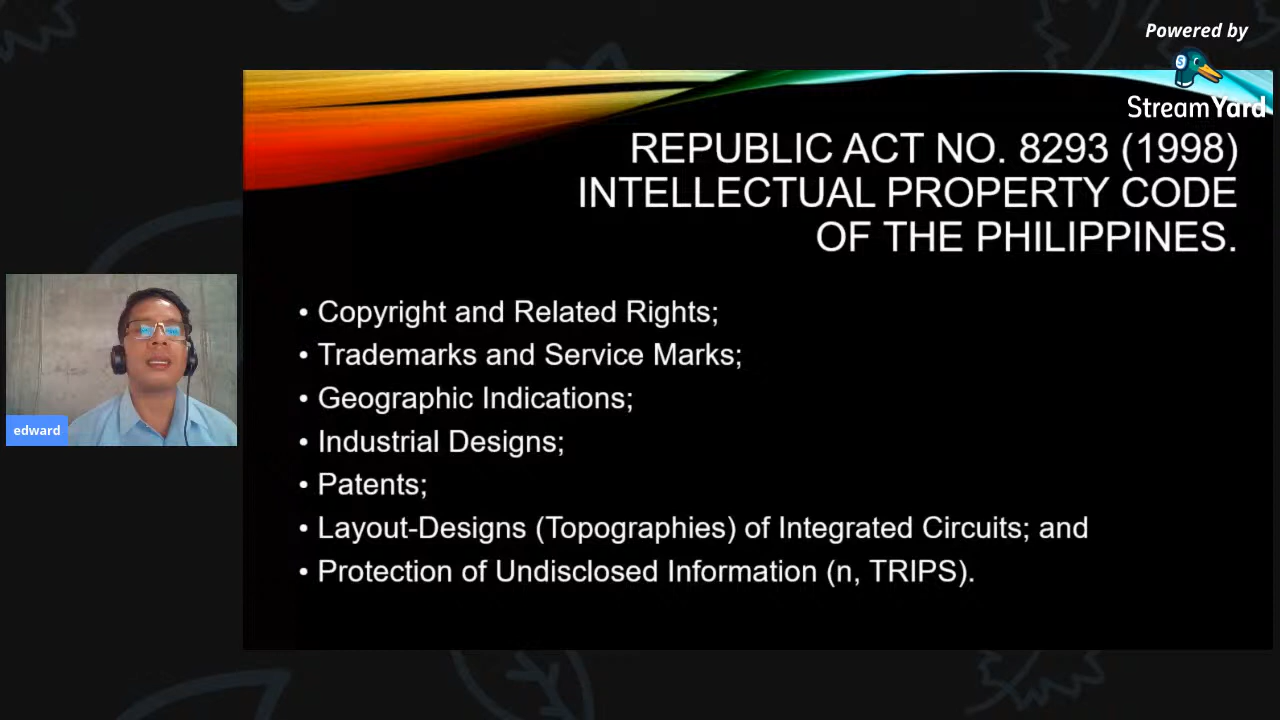 Powered by
StreamYard
REPUBLIC ACT NO. 8293 (1998)
INTELLECTUAL PROPERTY CODE
OF THE PHILIPPINES.
• Copyright and Related Rights;
• Trademarks and Service Marks;
• Geographic Indications;
• Industrial Designs;
• Patents;
• Layout-Designs (Topographies) of Integrated Circuits; and
• Protection of Undisclosed Information (n, TRIPS).
edward